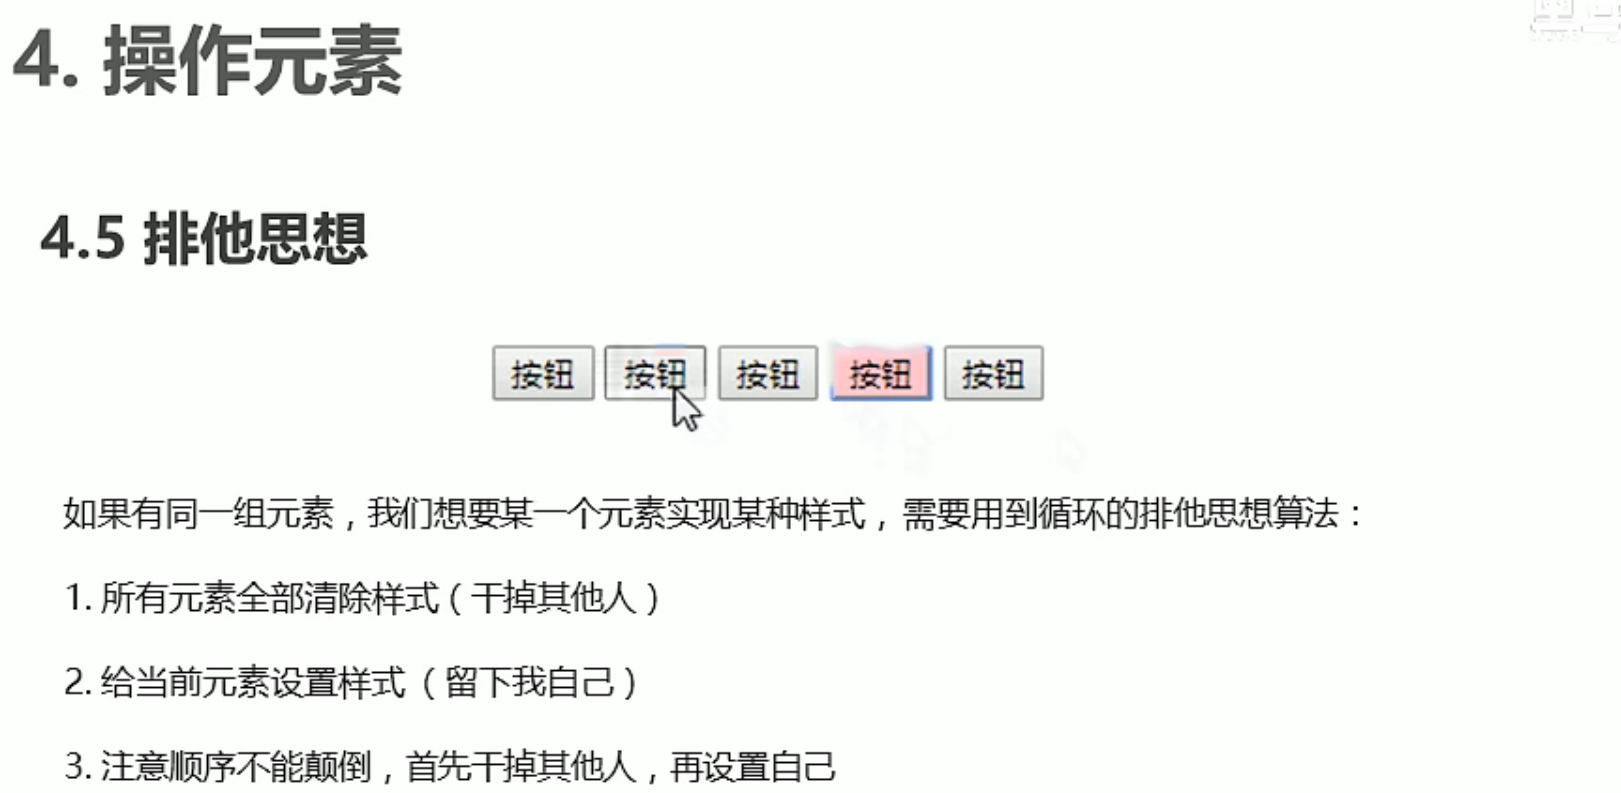 4. 操作元素
4.5 排他思想
按钮 按钮 按钮 按钮 按钮
如果有同一组元素，我们想要某一个元素实现某种样式，需要用到循环的排他思想算法：
1. 所有元素全部清除样式（干掉其他人）
2. 给当前元素设置样式（留下我自己）
3. 注意顺序不能颠倒，首先干掉其他人，再设置自己